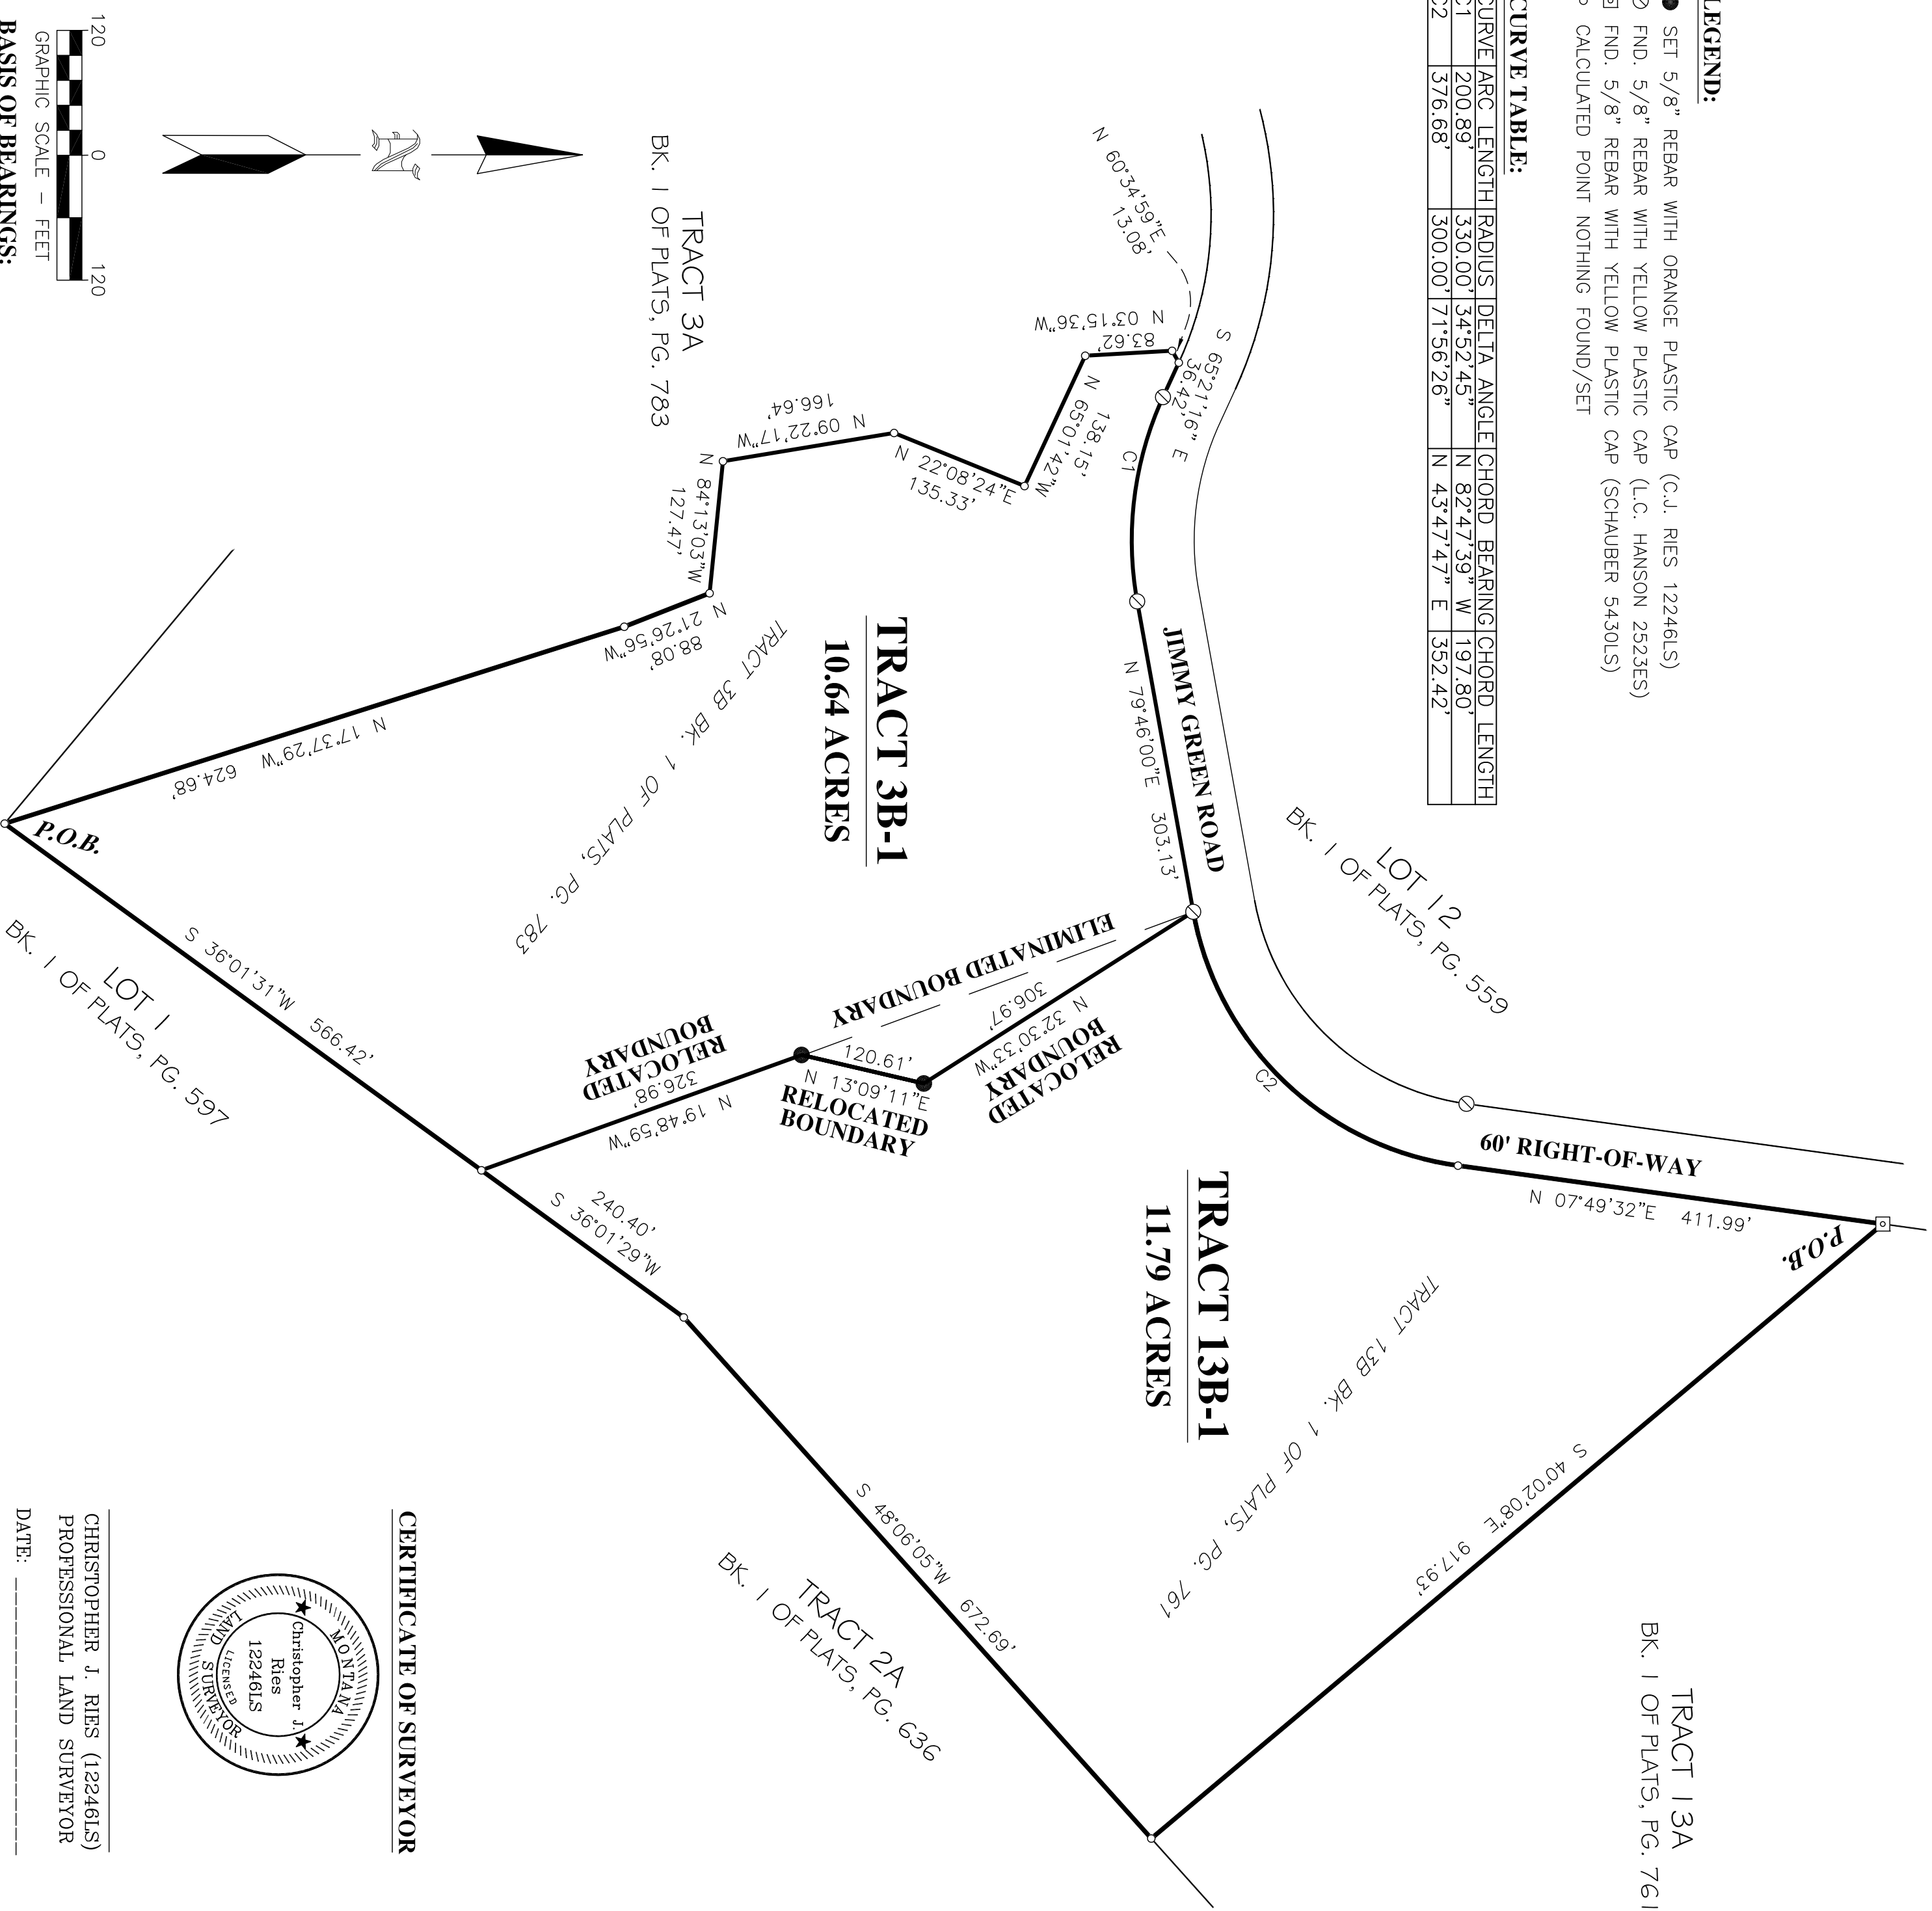 LEGEND:
SET 5/8" REBAR WITH ORANGE PLASTIC CAP (C.J. RIES 12246LS)
FND. 5/8" REBAR WITH YELLOW PLASTIC CAP (L.C. HANSON 2523ES)
FND. 5/8" REBAR WITH YELLOW PLASTIC CAP (SCHAUBER 5430LS)
CALCULATED POINT NOTHING FOUND/SET
CURVE TABLE:
CURVE ARC LENGTH RADIUS DELTA ANGLE CHORD BEARING CHORD LENGTH
C1 200.89' 330.00' 34°52'45" N 82°47'39" W 197.80'
C2 376.68' 300.00' 71°56'26" N 43°47'47" E 352.42'
TRACT 13A
BK. 1 OF PLATS, PG. 761
LOT 12
BK. 1 OF PLATS, PG. 559
60' RIGHT-OF-WAY
N 07°49'32"E 411.99'
P.O.B.
S 40°02'08"E 917.93'
TRACT 13B BK. 1 OF PLATS, PG. 761
C2
TRACT 13B-1
11.79 ACRES
JIMMY GREEN ROAD
N 79°46'00"E 303.13'
C1
S 65°21'16" E
36.42'
N 60°34'59"E
13.08'
N 03°15'36"W
83.62'
138.15'
N 65°01'42"W
N 22°08'24"E
135.33'
N 09°22'17"W
166.64'
N 84°13'03"W
127.47'
N 21°26'56"W
88.08'
N 17°37'29"W 624.68'
TRACT 3A
BK. 1 OF PLATS, PG. 783
TRACT 3B-1
10.64 ACRES
TRACT 3B BK. 1 OF PLATS, PG. 783
ELIMINATED BOUNDARY
306.97'
N 32°30'33"W
RELOCATED
BOUNDARY
120.61'
N 13°09'11"E
RELOCATED
BOUNDARY
N 19°48'59"W
326.98'
RELOCATED
BOUNDARY
P.O.B.
S 36°01'31"W 566.42'
240.40'
S 36°01'29"W
S 48°06'05"W 672.69'
LOT 1
BK. 1 OF PLATS, PG. 597
TRACT 2A
BK. 1 OF PLATS, PG. 636
N
120 0 120
GRAPHIC SCALE - FEET
BASIS OF BEARINGS:
CERTIFICATE OF SURVEYOR
MONTANA
Christopher J.
Ries
12246LS
LICENSED
LAND SURVEYOR
CHRISTOPHER J. RIES (12246LS)
PROFESSIONAL LAND SURVEYOR
DATE: